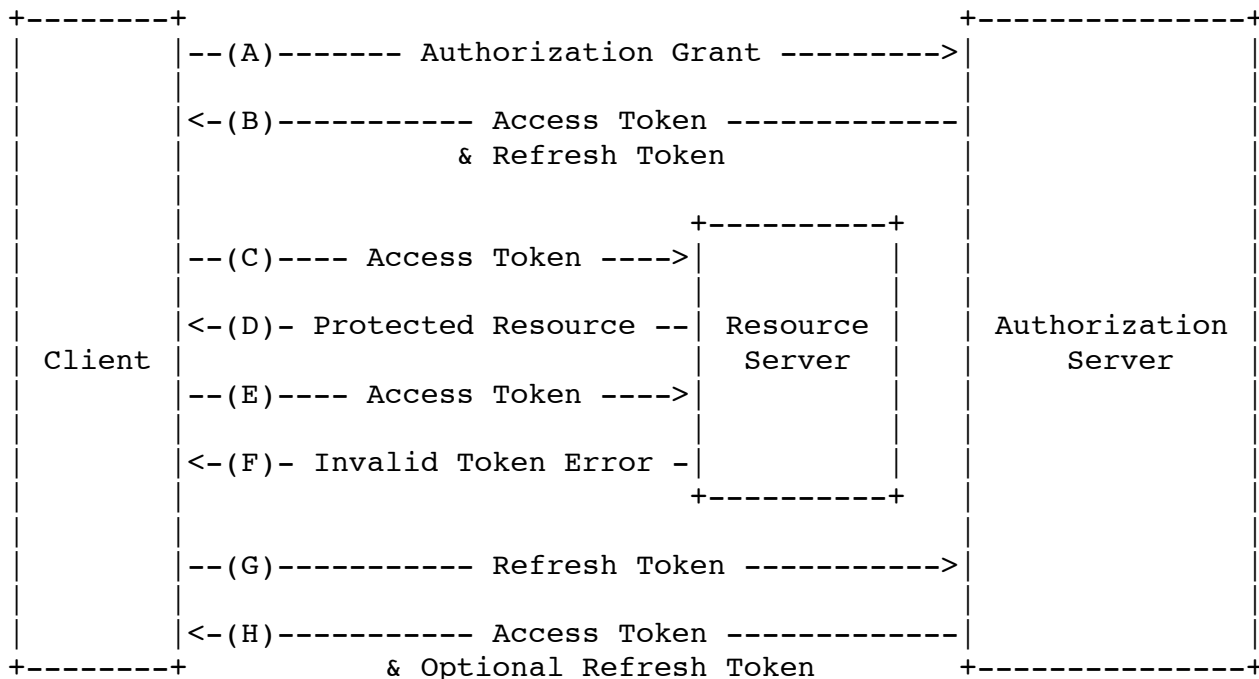 --(A)------- Authorization Grant --------->
<-(B)----------- Access Token -------------
& Refresh Token
--(C)---- Access Token ---->
<-(D)- Protected Resource --| Resource | Authorization
Client Server Server
--(E)---- Access Token ---->
<-(F)- Invalid Token Error -
--(G)----------- Refresh Token ----------->
<-(H)----------- Access Token -------------
& Optional Refresh Token